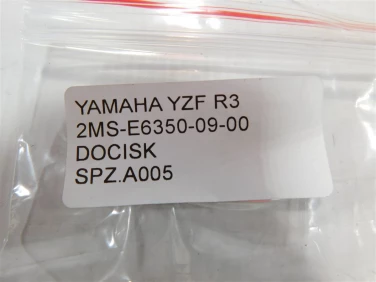 YAMAHA YZF R3
2MS-E6350-09-00
DOCISK
SPZ.A005